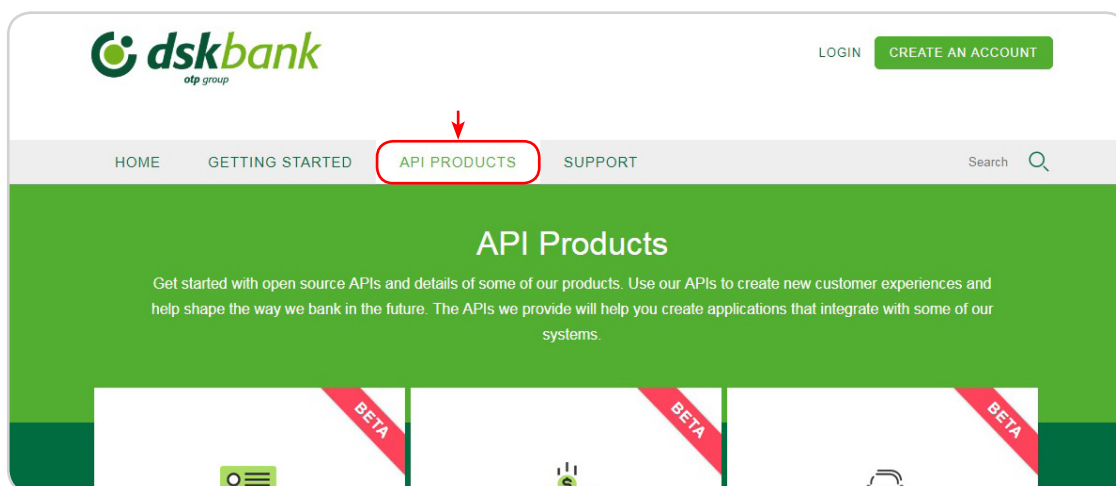 dskbank
otp group
LOGIN CREATE AN ACCOUNT
HOME GETTING STARTED API PRODUCTS SUPPORT Search
API Products
Get started with open source APIs and details of some of our products. Use our APIs to create new customer experiences and
help shape the way we bank in the future. The APIs we provide will help you create applications that integrate with some of our
systems.
BETA BETA BETA
$